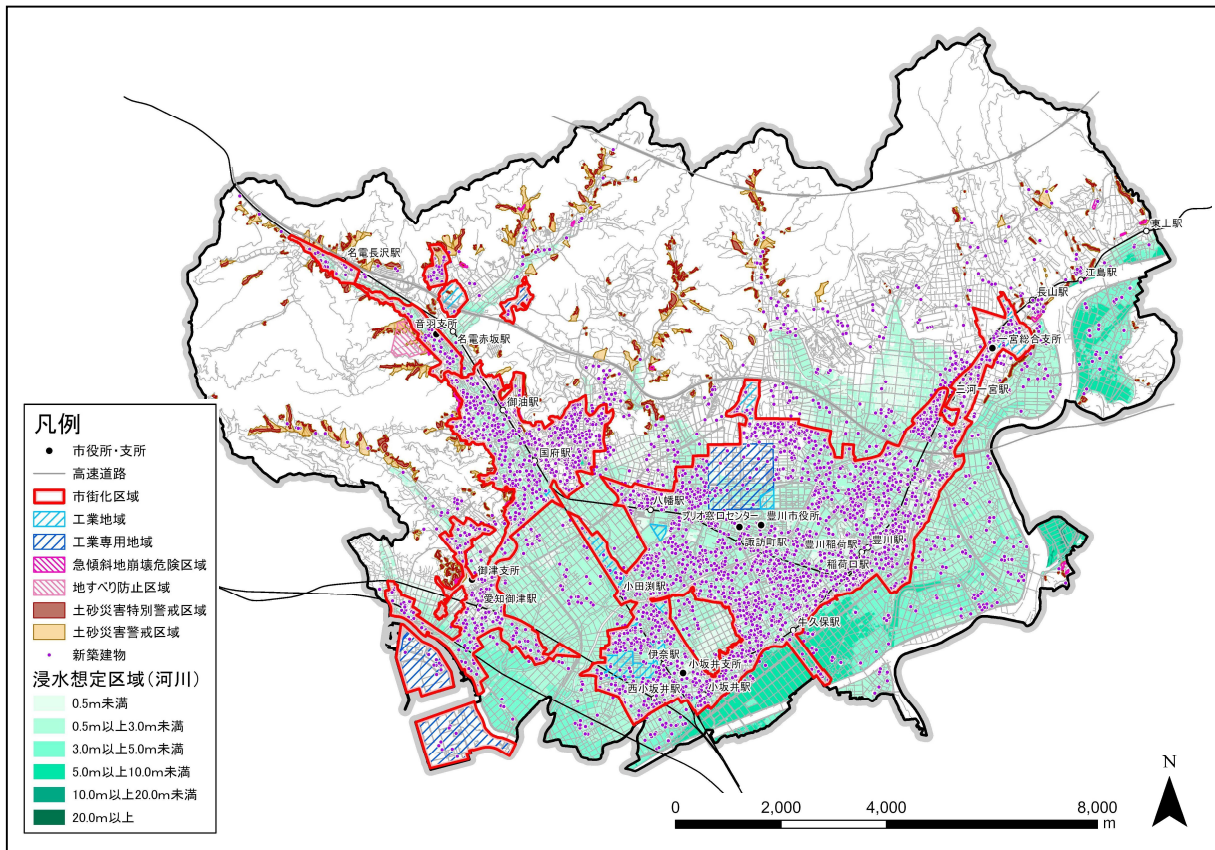 東上駅
江島駅
名電長沢駅
長山駅
音羽支所
名電赤坂駅
一宮総合支所
三河一宮駅
御油駅
国府駅
八幡駅
プリオ窓口センター
豊川市役所
諏訪町駅
豊川稲荷駅
豊川駅
稲荷口駅
御津支所
小田渕駅
愛知御津駅
牛久保駅
伊奈駅
小坂井支所
西小坂井駅
小坂井駅
凡例
市役所・支所
高速道路
市街化区域
工業地域
工業専用地域
急傾斜地崩壊危険区域
地すべり防止区域
土砂災害特別警戒区域
土砂災害警戒区域
新築建物
浸水想定区域(河川)
0.5m未満
0.5m以上3.0m未満
3.0m以上5.0m未満
5.0m以上10.0m未満
10.0m以上20.0m未満
20.0m以上
N
0 2,000 4,000 8,000
m